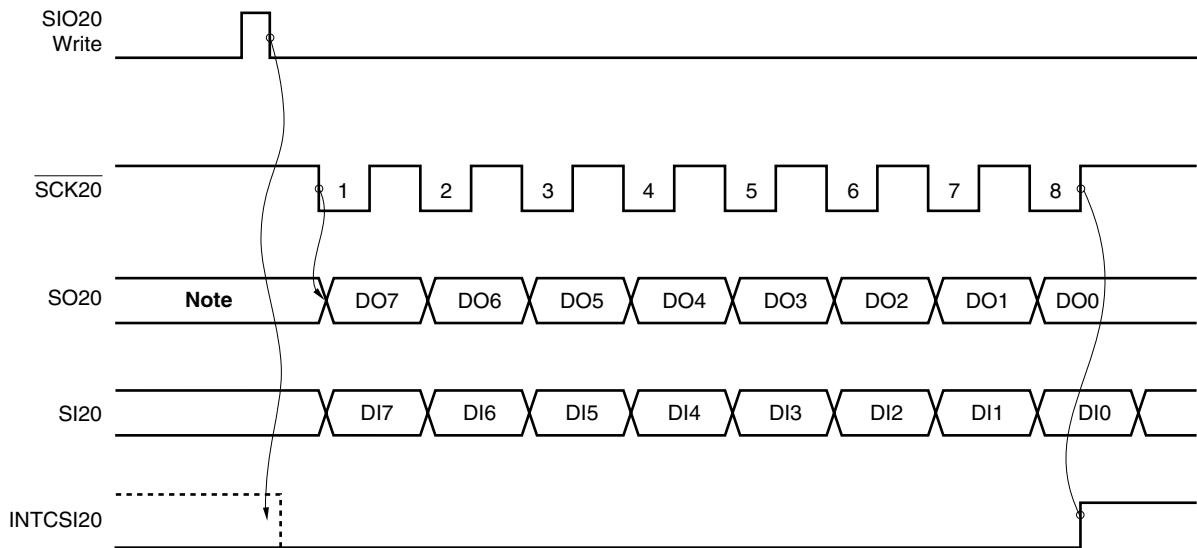 SIO20
Write
SCK20
1 2 3 4 5 6 7 8
SO20
Note DO7 DO6 DO5 DO4 DO3 DO2 DO1 DO0
SI20
DI7 DI6 DI5 DI4 DI3 DI2 DI1 DI0
INTCSI20